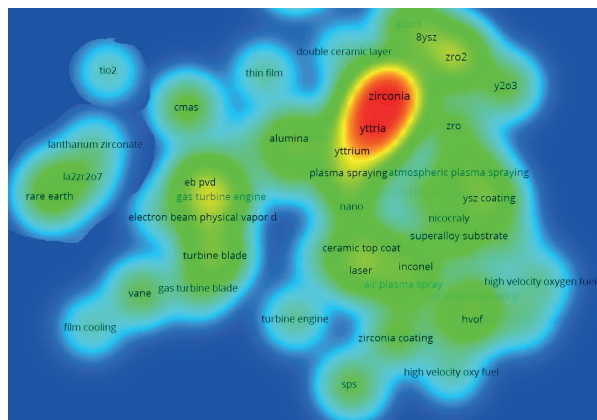 al2o3
8ysz
double ceramic layer
zro2
tio2
thin film
y2o3
zirconia
cmas
zro
yttria
alumina
lanthanum zirconate
yttrium
plasma spraying
atmospheric plasma spraying
la2zr2o7
eb pvd
rare earth
gas turbine engine
ysz coating
nano
electron beam physical vapor d
nicocraly
superalloy substrate
ceramic top coat
turbine blade
laser
inconel
high velocity oxygen fuel
air plasma spray
gas turbine blade
vane
turbine engine
hvof
film cooling
zirconia coating
high velocity oxy fuel
sps